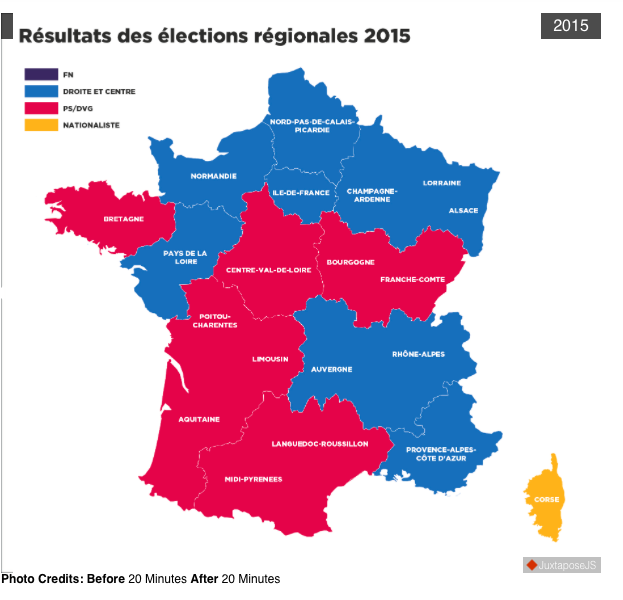 2015
Résultats des élections régionales 2015
FN
DROITE ET CENTRE
PS/DVG
NATIONALISTE
NORD-PAS-DE-CALAIS-
PICARDIE
NORMANDIE
ILE-DE-FRANCE
CHAMPAGNE-
ARDENNE
LORRAINE
ALSACE
BRETAGNE
PAYS DE LA
LOIRE
CENTRE-VAL-DE-LOIRE
BOURGOGNE
FRANCHE-COMTE
POITOU-
CHARENTES
LIMOUSIN
AUVERGNE
RHÔNE-ALPES
AQUITAINE
LANGUEDOC-ROUSSILLON
MIDI-PYRENEES
PROVENCE-ALPES-
CÔTE D'AZUR
CORSE
JuxtaposeJS
Photo Credits: Before 20 Minutes After 20 Minutes